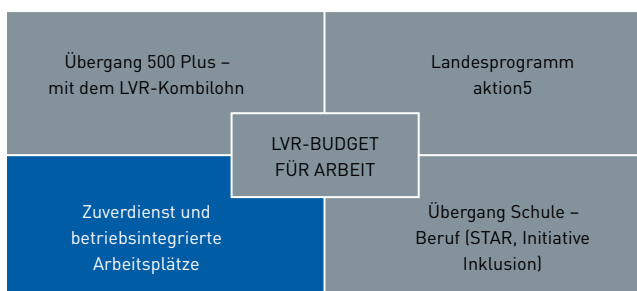 Übergang 500 Plus –
mit dem LVR-Kombilohn
Landesprogramm
aktion5
LVR-BUDGET
FÜR ARBEIT
Zuverdienst und
betriebsintegrierte
Arbeitsplätze
Übergang Schule –
Beruf (STAR, Initiative
Inklusion)